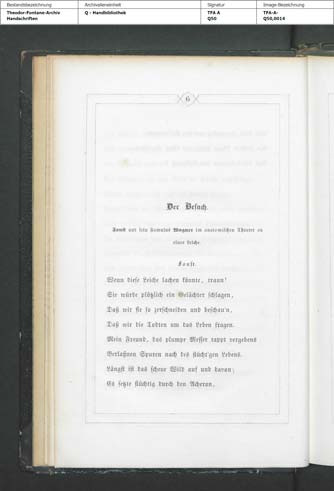 Bestandsbezeichnung Archivalieneinheit Signatur Image-Bezeichnung
Theodor-Fontane-Archiv Q - Handbibliothek TFA A TFA-A-
Handschriften Q50 Q50,0014
6
Der Besuch.
Faust und sein Famulus Wagner im anatomischen Theater an
einer Leiche.
Faust.
Wenn diese Leiche lachen könnte, traun!
Sie würde plötzlich ein Gelächter schlagen,
Daß wir sie so zerschneiden und beschau'n,
Daß wir die Todten um das Leben fragen.
Mein Freund, das plumpe Messer tappt vergebens
Verlaßnen Spuren nach des flücht'gen Lebens.
Längst ist das scheue Wild auf und davon;
Es setzte flüchtig durch den Acheron,